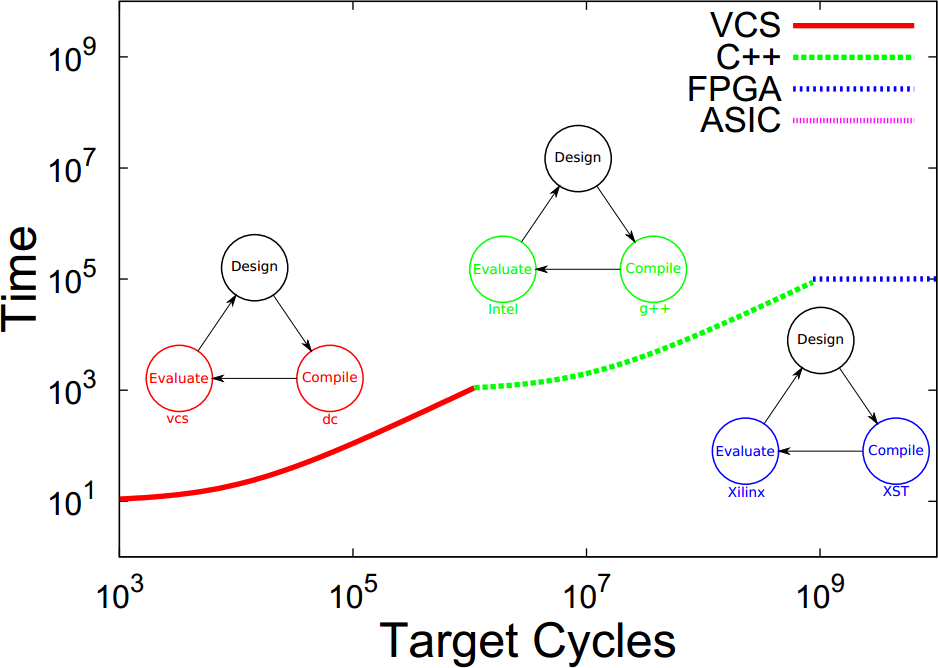 VCS
C++
FPGA
ASIC
10^9
10^7
10^5
10^3
10^1
Time
Design
Evaluate
Compile
Intel
g++
Design
Evaluate
Compile
vcs
dc
Design
Evaluate
Compile
Xilinx
XST
10^3
10^5
10^7
10^9
Target Cycles